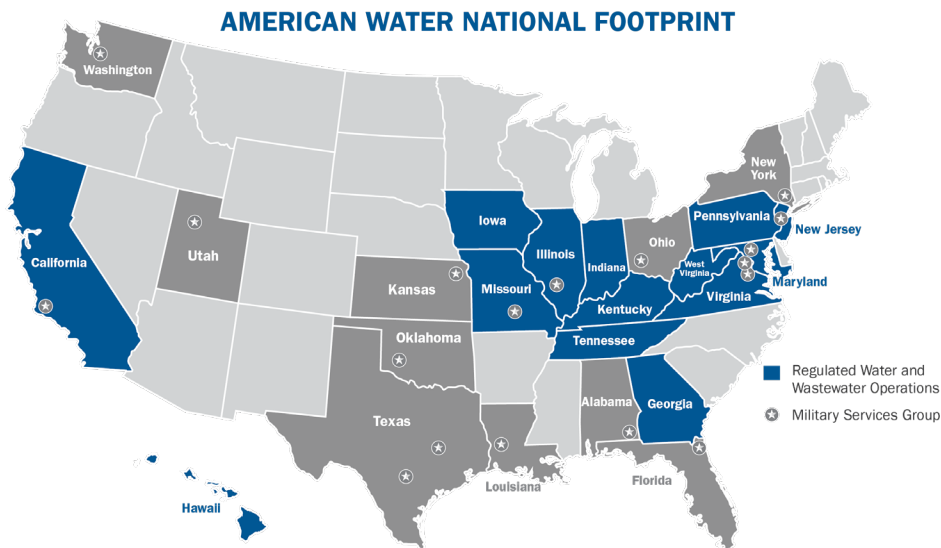 AMERICAN WATER NATIONAL FOOTPRINT
Washington
New
York
Pennsylvania
New Jersey
Iowa
Ohio
Illinois
Indiana
Utah
California
West
Virginia
Maryland
Kansas
Missouri
Virginia
Kentucky
Oklahoma
Tennessee
Regulated Water and
Wastewater Operations
Alabama
Georgia
Military Services Group
Texas
Louisiana
Florida
Hawaii